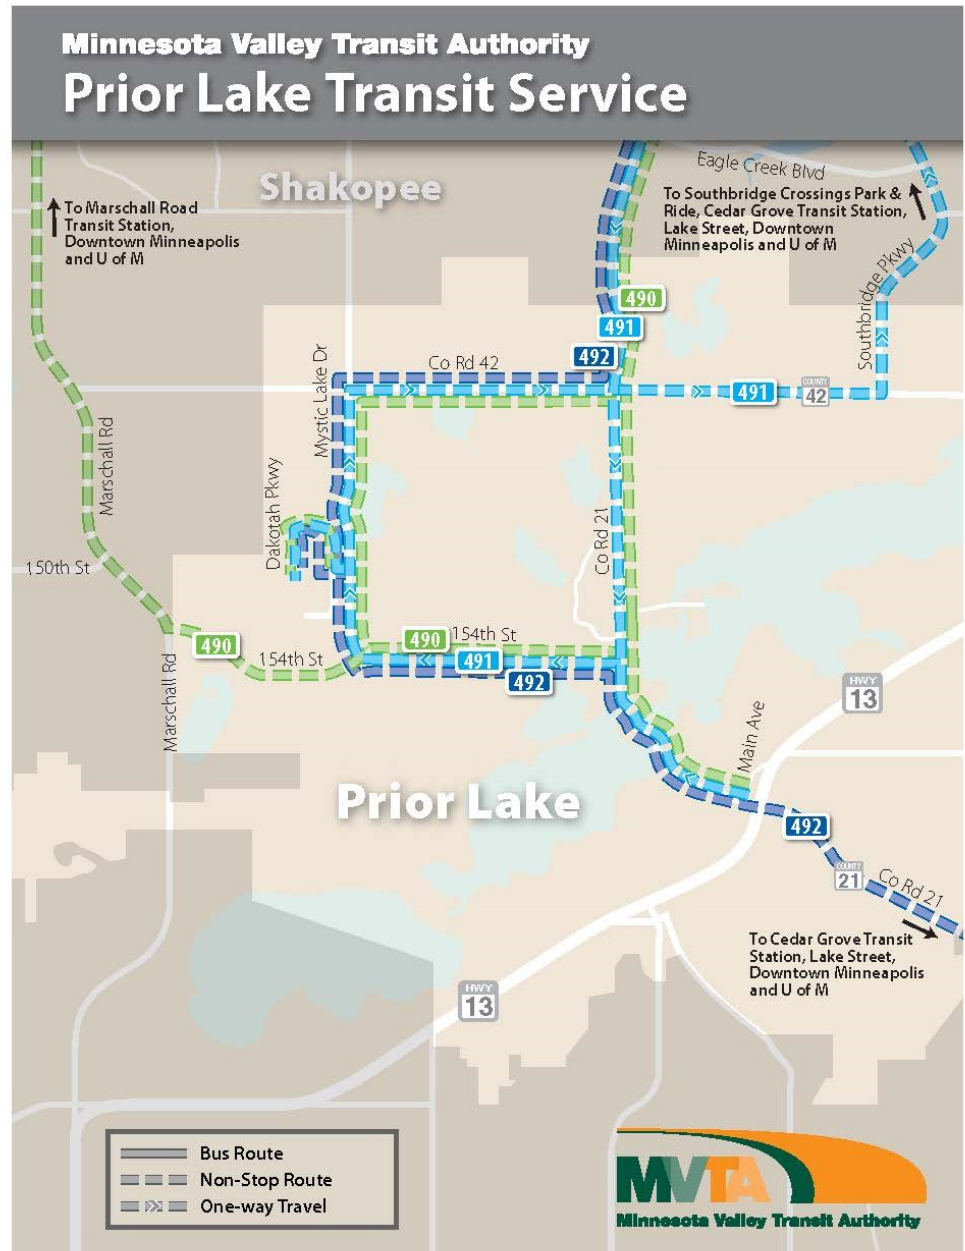 Minnesota Valley Transit Authority
Prior Lake Transit Service
Eagle Creek Blvd
Shakopee
To Marschall Road
Transit Station,
Downtown Minneapolis
and U of M
To Southbridge Crossings Park &
Ride, Cedar Grove Transit Station,
Lake Street, Downtown
Minneapolis and U of M
Southbridge Pkwy
490
491
492
Co Rd 42
Mystic Lake Dr
491
COUNTY
42
Marschall Rd
Dakotah Pkwy
Co Rd 21
150th St
490
154th St
490
154th St
491
492
Marschall Rd
HWY
13
Main Ave
Prior Lake
492
COUNTY
21
Co Rd 21
To Cedar Grove Transit
Station, Lake Street,
Downtown Minneapolis
and U of M
HWY
13
Bus Route
Non-Stop Route
One-way Travel
MVTA
Minnesota Valley Transit Authority